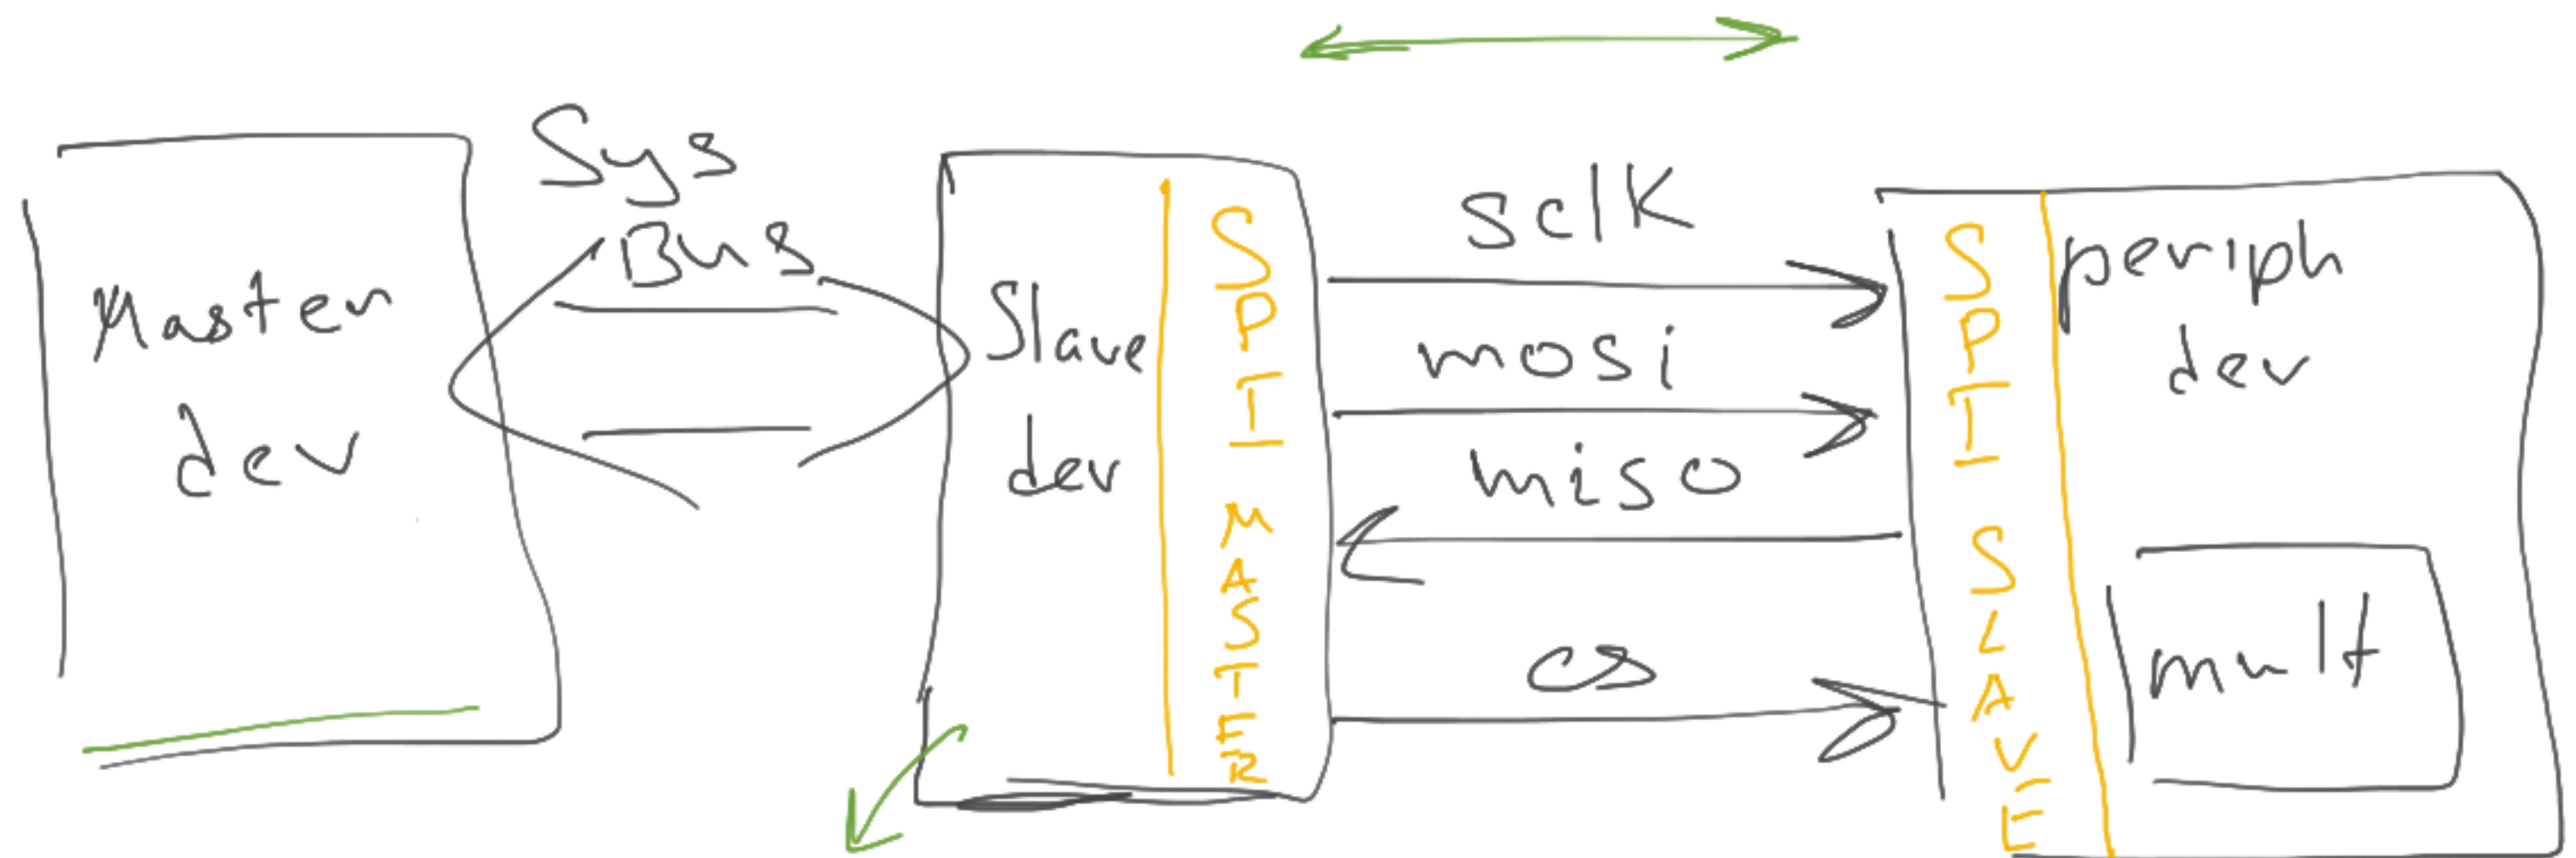 Master
dev
Sys
Bus
Slave
dev
SPI MASTER
sclk
mosi
miso
cs
SPI SLAVE
periph
dev
mult